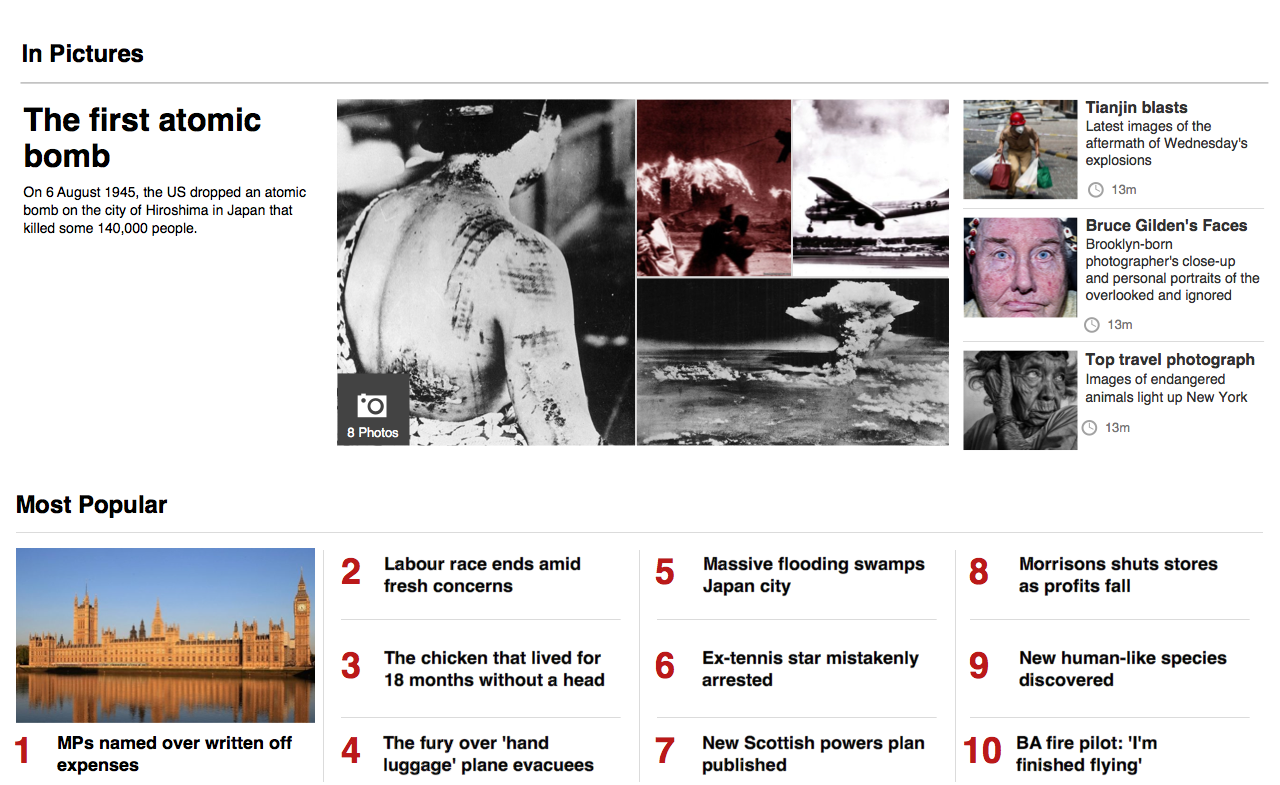 In Pictures
The first atomic
bomb
On 6 August 1945, the US dropped an atomic
bomb on the city of Hiroshima in Japan that
killed some 140,000 people.
8 Photos
Tianjin blasts
Latest images of the
aftermath of Wednesday's
explosions
13m
Bruce Gilden's Faces
Brooklyn-born
photographer's close-up
and personal portraits of the
overlooked and ignored
13m
Top travel photograph
Images of endangered
animals light up New York
13m
Most Popular
1 MPs named over written off
expenses
2 Labour race ends amid
fresh concerns
3 The chicken that lived for
18 months without a head
4 The fury over 'hand
luggage' plane evacuees
5 Massive flooding swamps
Japan city
6 Ex-tennis star mistakenly
arrested
7 New Scottish powers plan
published
8 Morrisons shuts stores
as profits fall
9 New human-like species
discovered
10 BA fire pilot: 'I'm
finished flying'